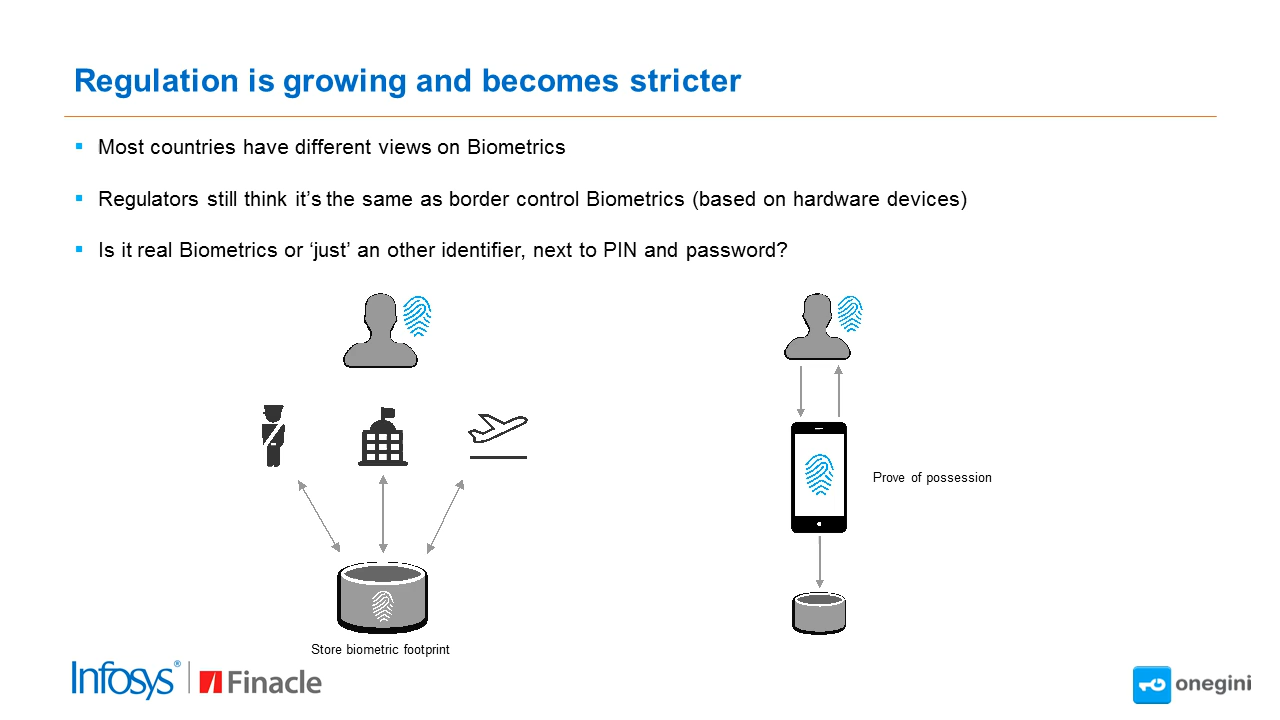 Regulation is growing and becomes stricter
Most countries have different views on Biometrics
Regulators still think it's the same as border control Biometrics (based on hardware devices)
Is it real Biometrics or ‘just’ an other identifier, next to PIN and password?
Prove of possession
Store biometric footprint
Infosys® | Finacle
onegini